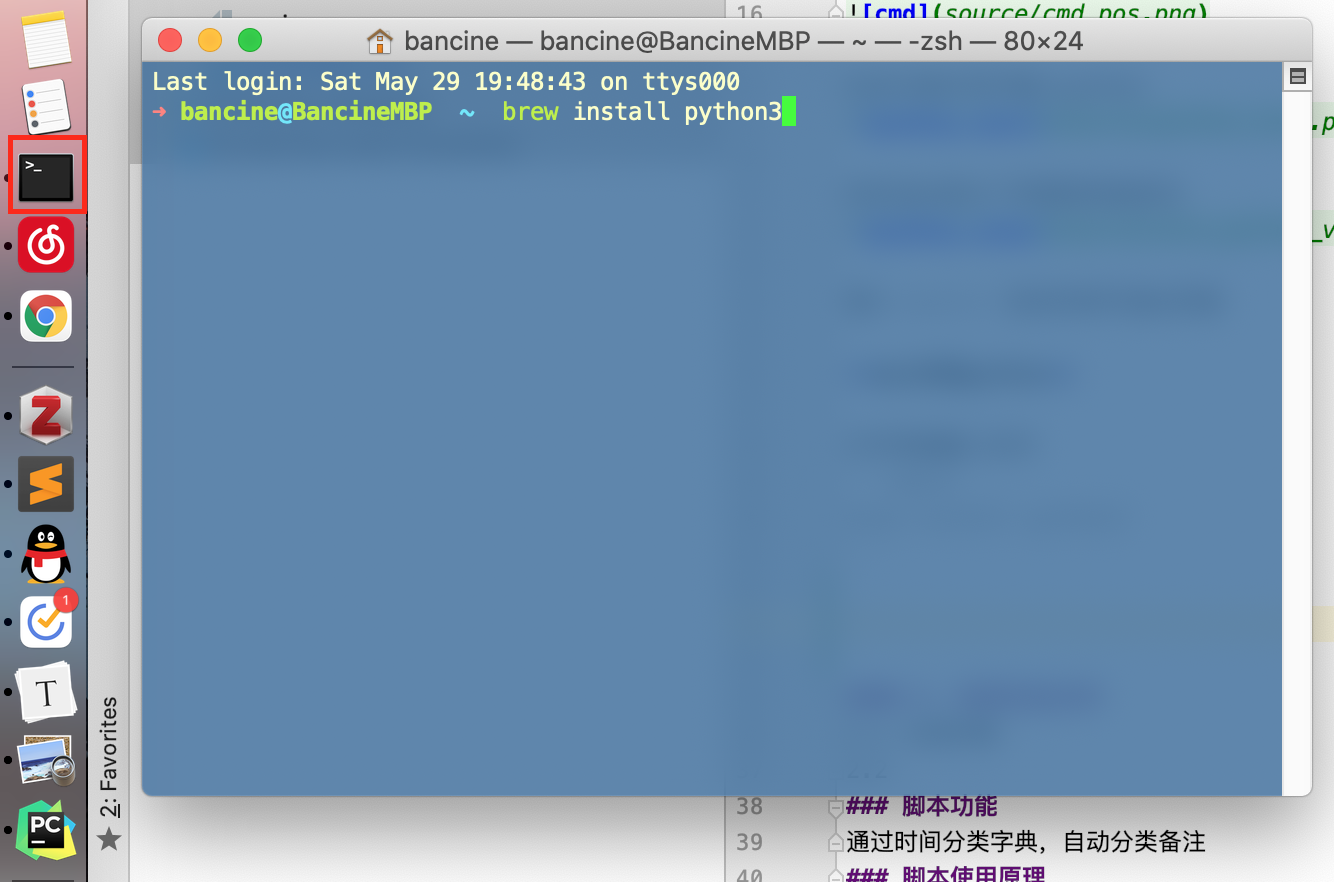 16
![cmd](source/cmd_pos.png)
bancine — bancine@BancineMBP — ~ — -zsh — 80×24
Last login: Sat May 29 19:48:43 on ttys000
➜ bancine@BancineMBP ~ brew install python3
.p
_v
>_
1
T
PC
2: Favorites
38 ### 脚本功能
39 通过时间分类字典，自动分类备注
40 ### 脚本使用原理